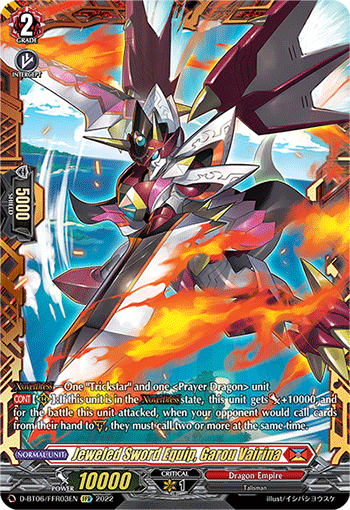 2
GRADE
INTERCEPT
5000
SHIELD
XoverDress—One "Trickstar" and one <Prayer Dragon> unit
CONT []:If this unit is in the XoverDress state, this unit gets +10000, and
for the battle this unit attacked, when your opponent would call cards
from their hand to, they must call two or more at the same time.
NORMAL UNIT
Jeweled Sword Equip, Garou Vairina
POWER 10000
CRITICAL
1
Dragon Empire
Talisman
D-BT06/FFR03EN FFR 2022
illust/イシバシヨウスケ